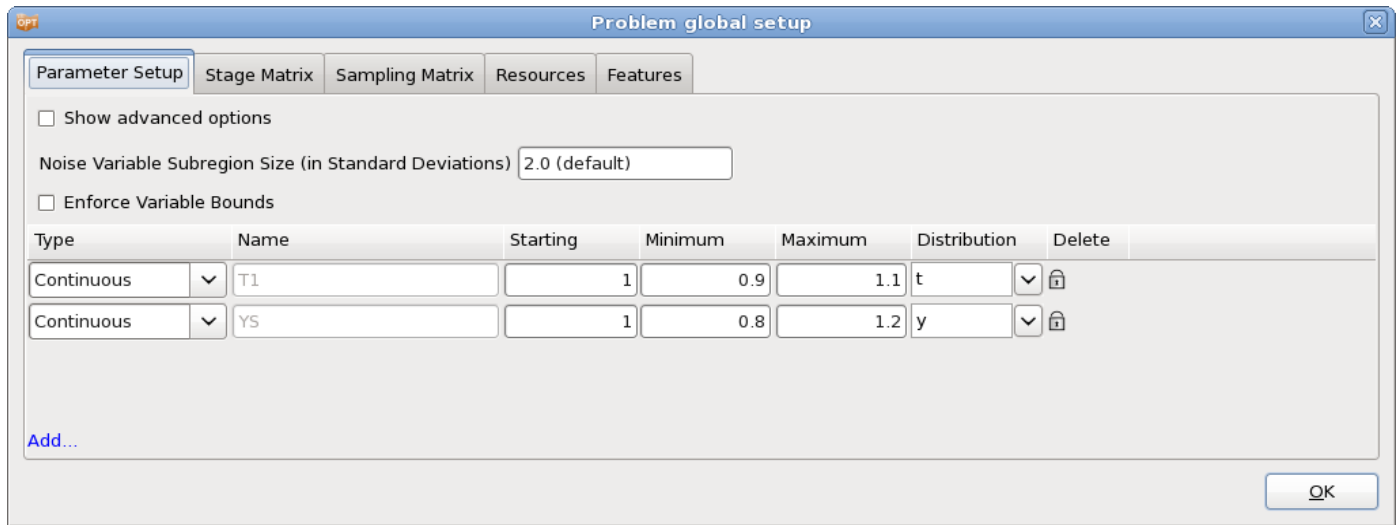 OPT Problem global setup
Parameter Setup Stage Matrix Sampling Matrix Resources Features
Show advanced options
Noise Variable Subregion Size (in Standard Deviations) 2.0 (default)
Enforce Variable Bounds
Type Name Starting Minimum Maximum Distribution Delete
Continuous T1 1 0.9 1.1 t
Continuous YS 1 0.8 1.2 y
Add...
OK